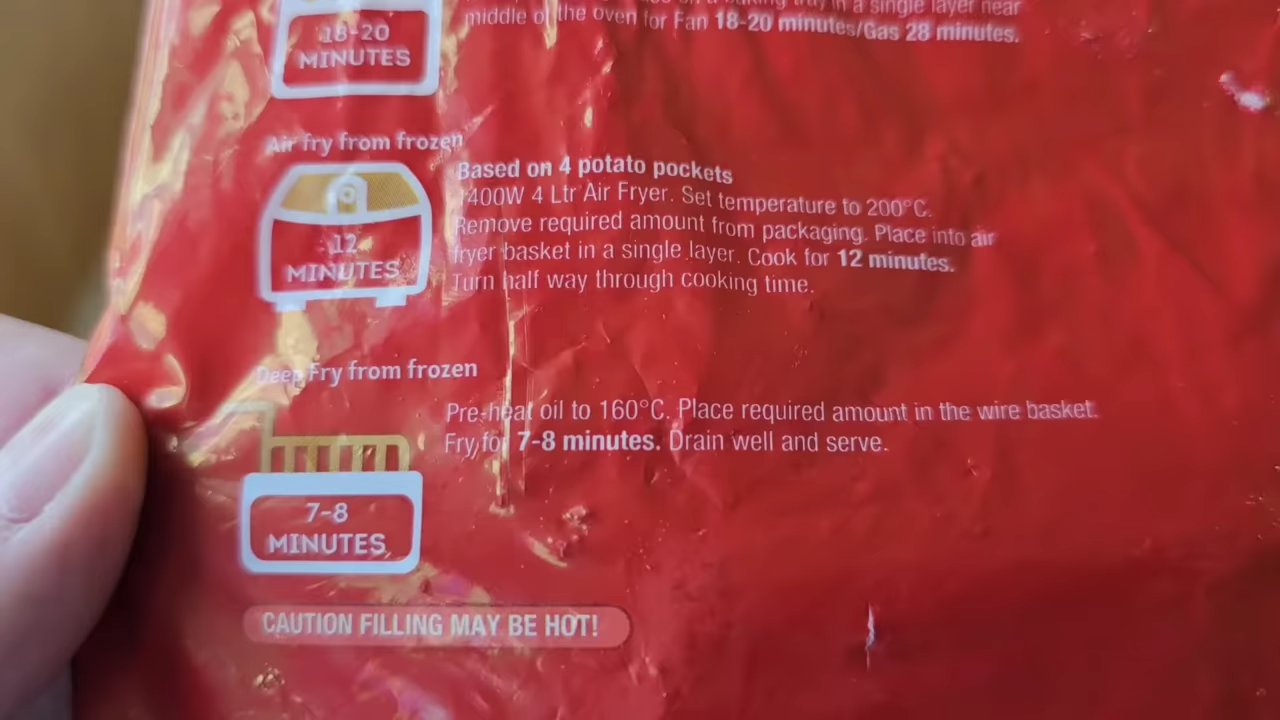 in a single layer near
18-20
MINUTES
middle of the oven for Fan 18-20 minutes/Gas 28 minutes.
Air fry from frozen
12
MINUTES
Based on 4 potato pockets
1400W 4 Ltr Air Fryer. Set temperature to 200°C.
Remove required amount from packaging. Place into air
fryer basket in a single layer. Cook for 12 minutes.
Turn half way through cooking time.
Deep Fry from frozen
7-8
MINUTES
Pre-heat oil to 160°C. Place required amount in the wire basket.
Fry for 7-8 minutes. Drain well and serve.
CAUTION FILLING MAY BE HOT!